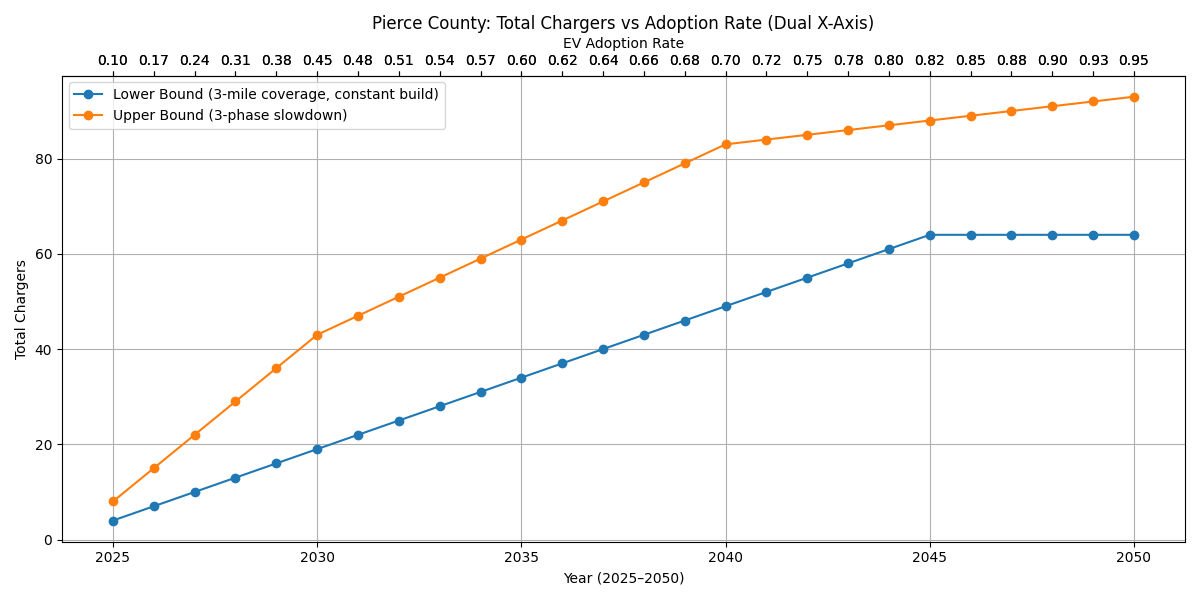 Pierce County: Total Chargers vs Adoption Rate (Dual X-Axis)
EV Adoption Rate
0.10 0.17 0.24 0.31 0.38 0.45 0.48 0.51 0.54 0.57 0.60 0.62 0.64 0.66 0.68 0.70 0.72 0.75 0.78 0.80 0.82 0.85 0.88 0.90 0.93 0.95
Lower Bound (3-mile coverage, constant build)
Upper Bound (3-phase slowdown)
80
60
40
20
0
Total Chargers
2025 2030 2035 2040 2045 2050
Year (2025–2050)